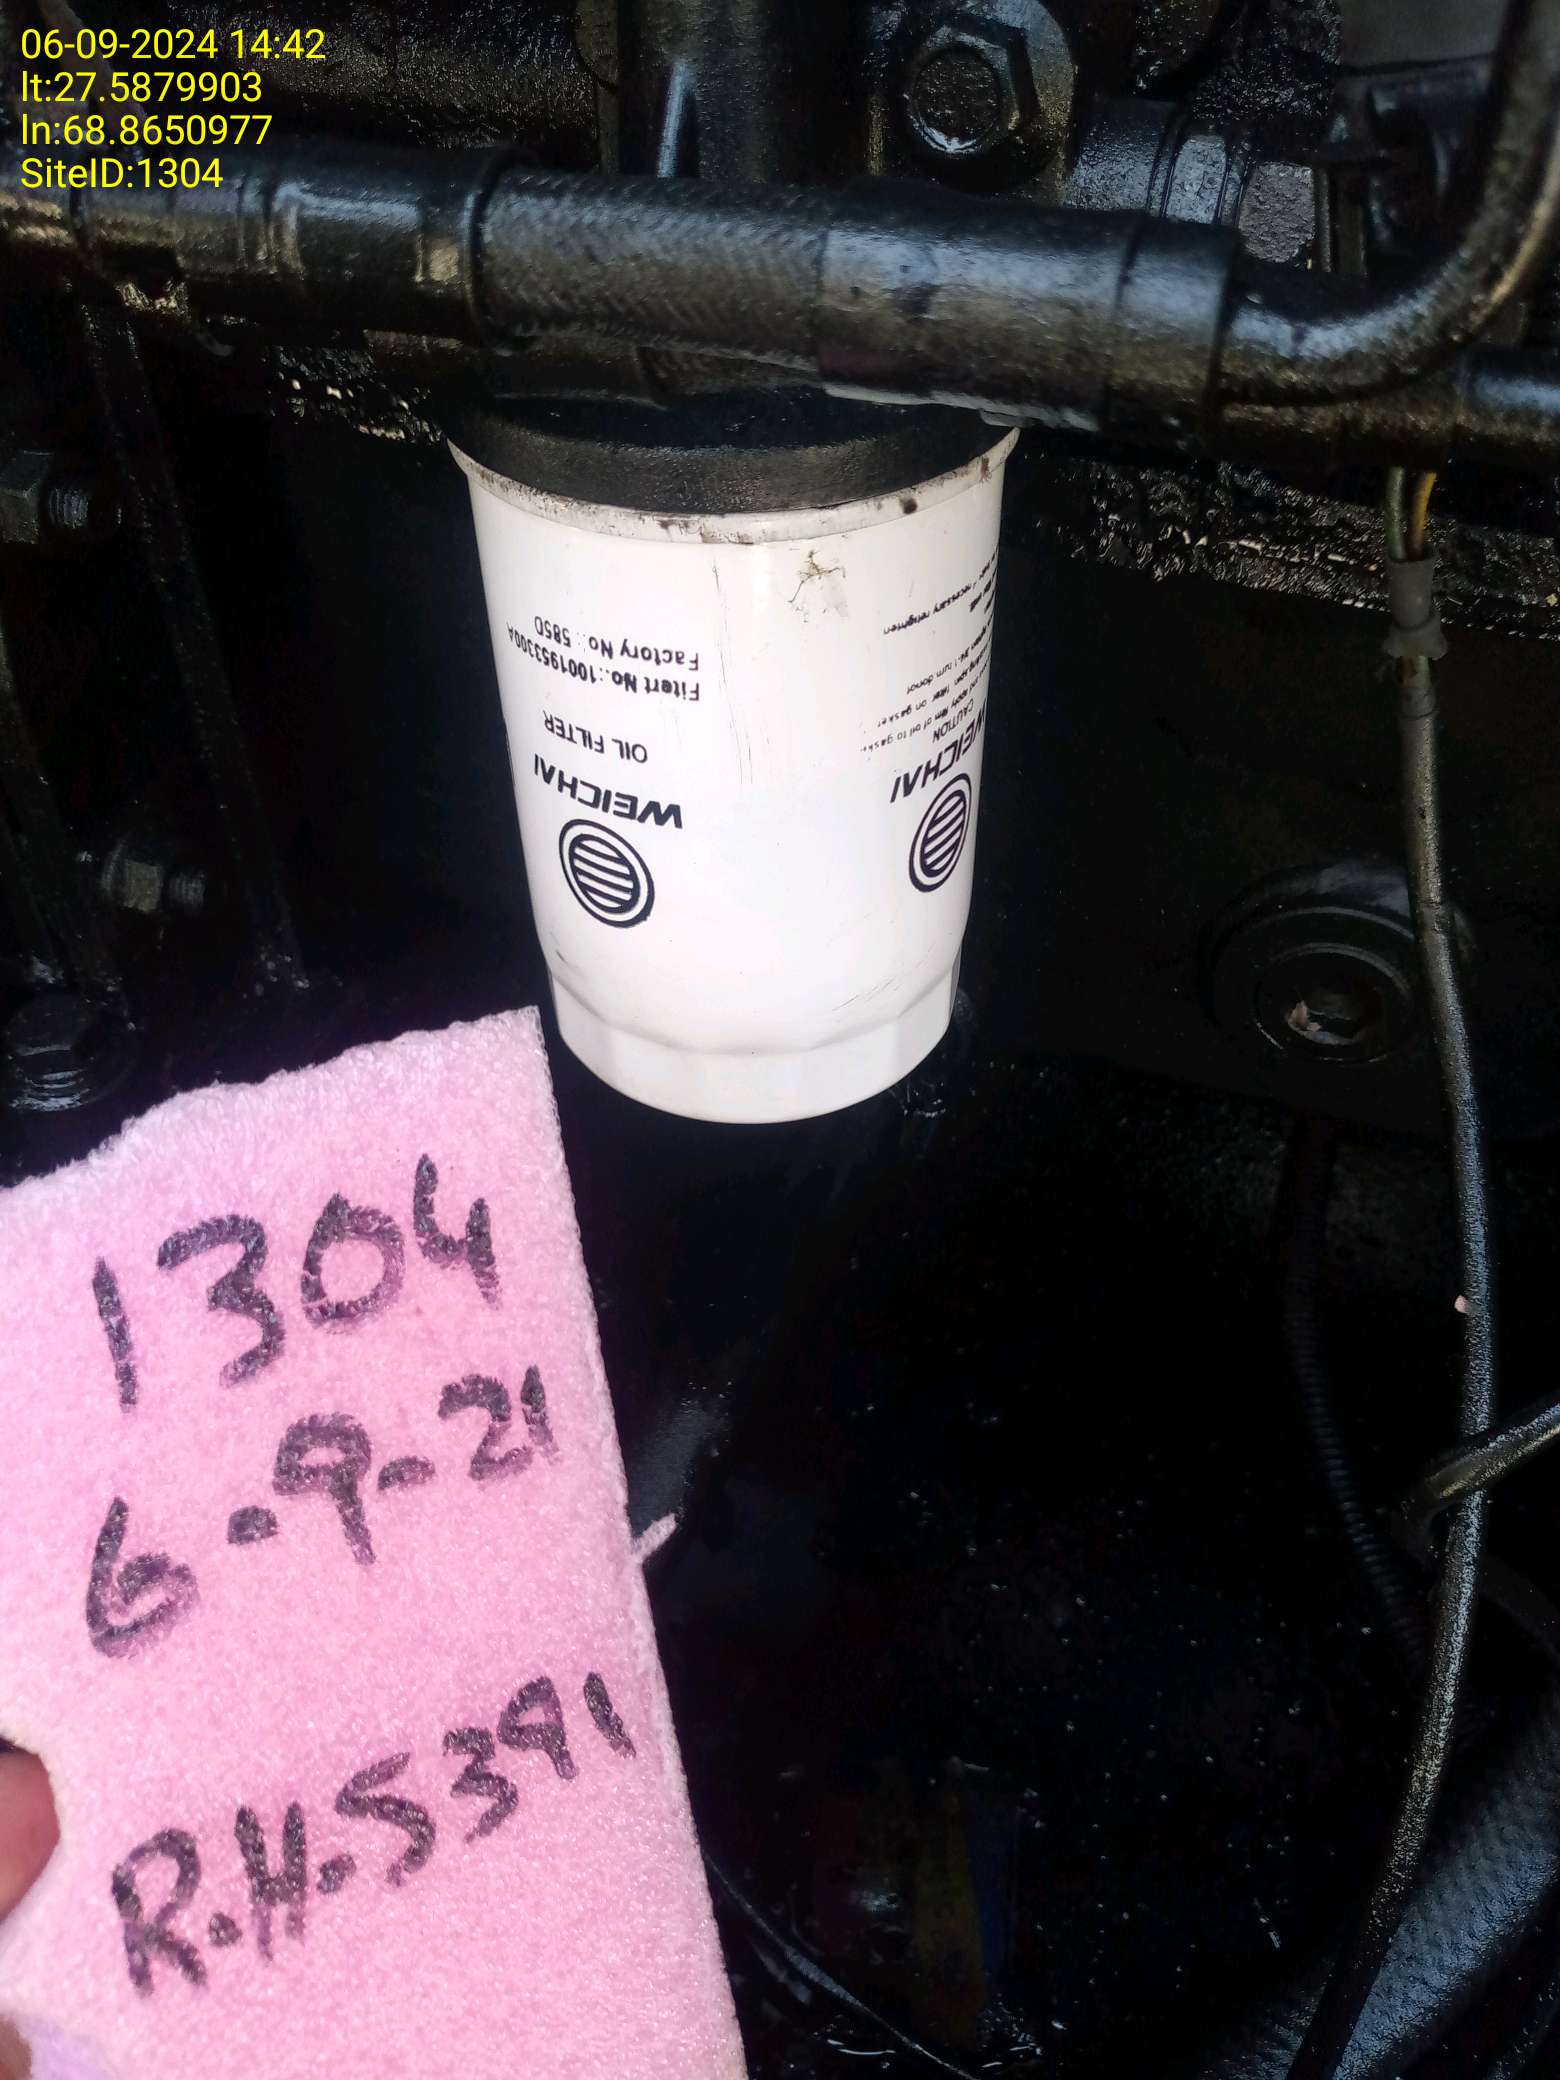 06-09-2024 14:42
lt:27.5879903
ln:68.8650977
SiteID:1304
WEICHAI
OIL FILTER
Fitert No.:1001953300A
Factory No.: 585D
WEICHAI
CAUTION
1304
6-9-21
R.H.5391